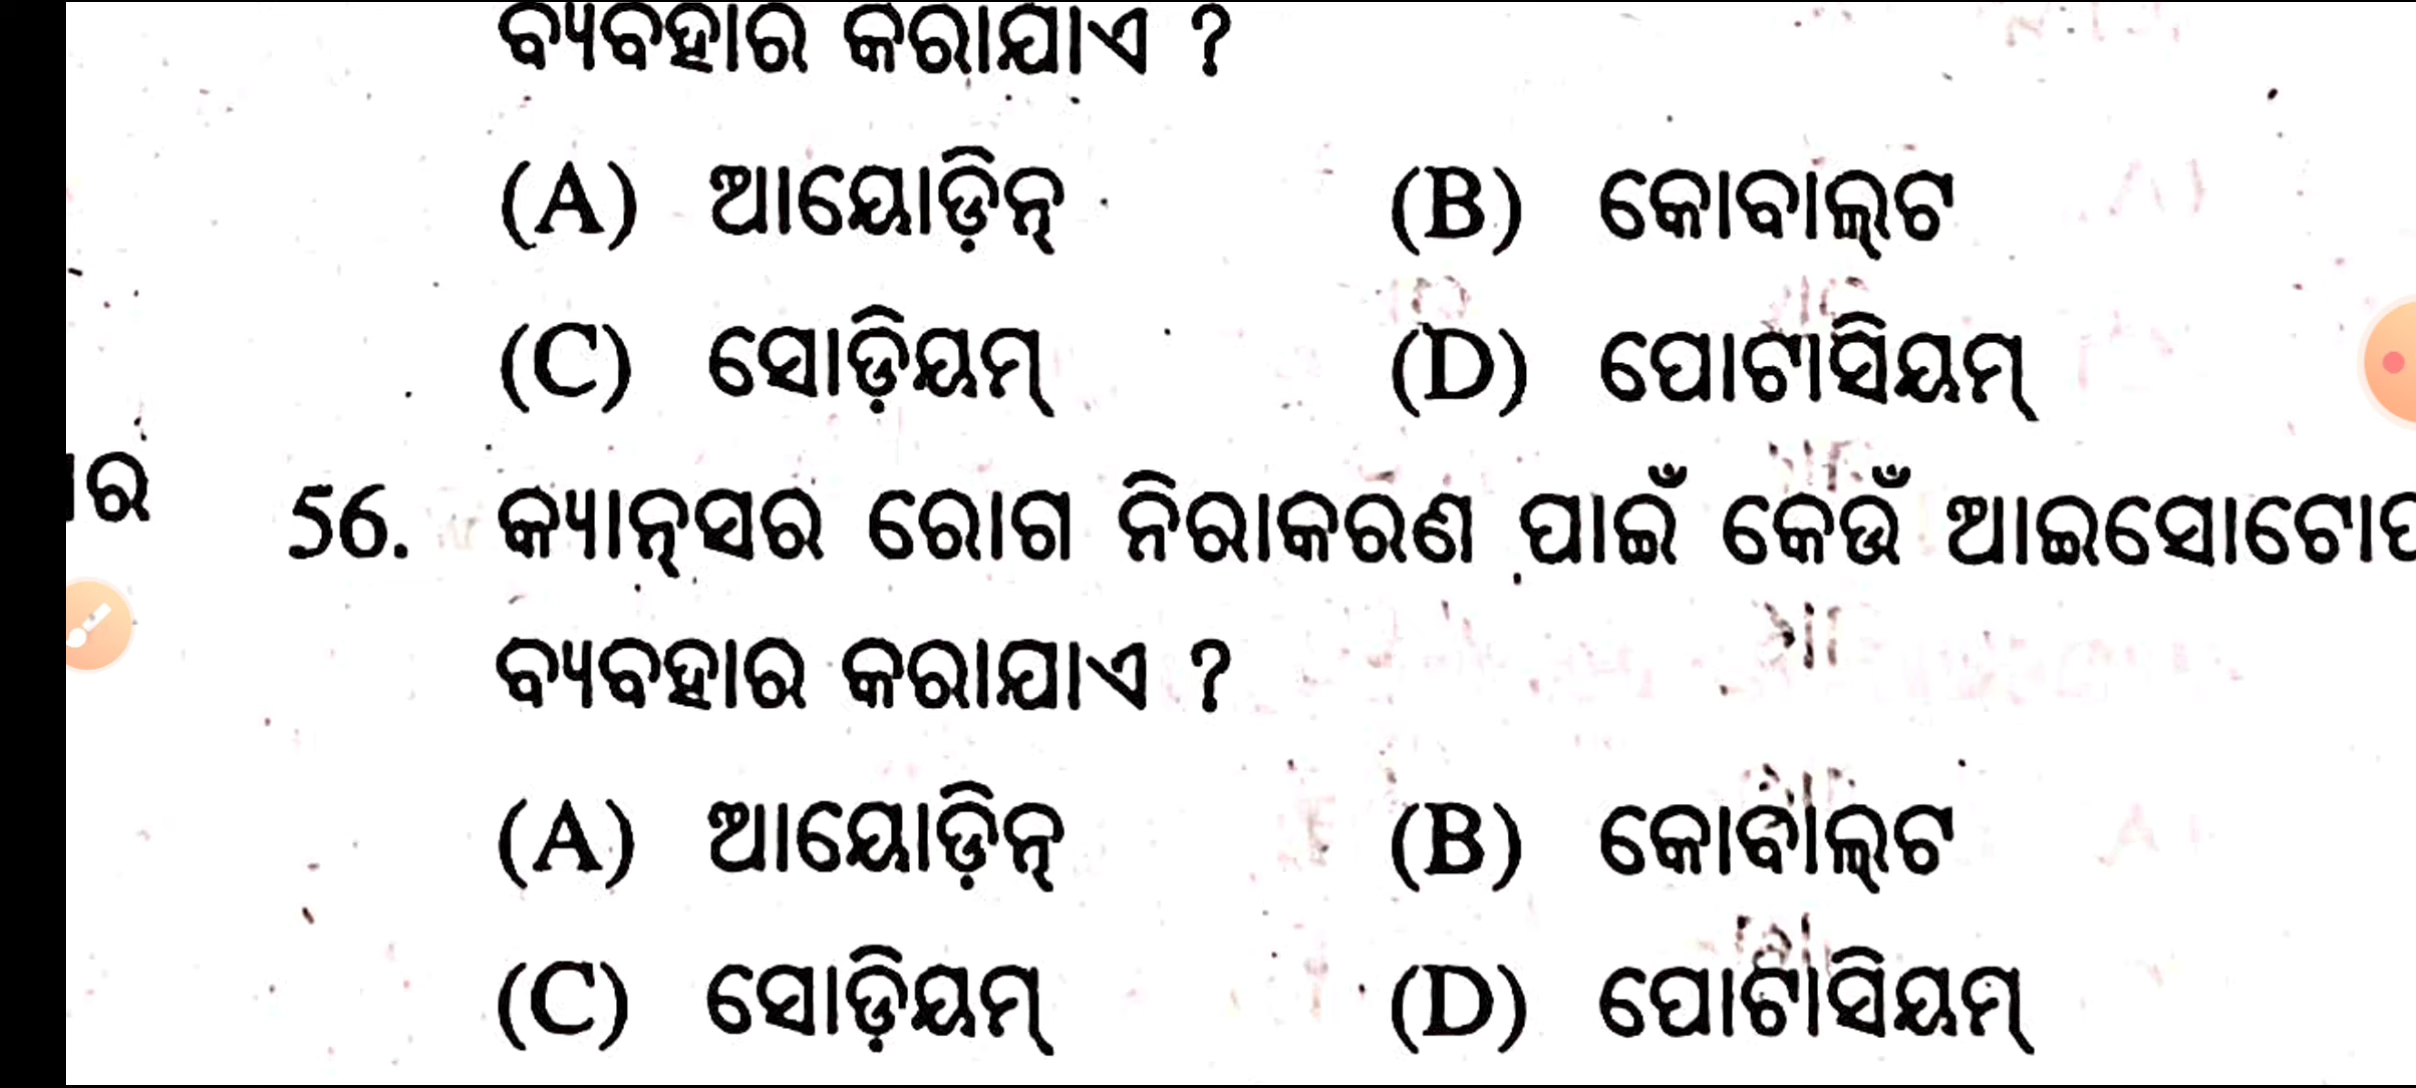 ବ୍ୟବହାର କରାଯାଏ ?
(A) ଆୟୋଡ଼ିନ୍ (B) କୋବାଲ୍ଟ
(C) ସୋଡ଼ିୟମ୍ (D) ପୋଟାସିୟମ୍
ାର
56. କ୍ୟାନ୍ସର ରୋଗ ନିରାକରଣ ପାଇଁ କେଉଁ ଆଇସୋଟୋପ
ବ୍ୟବହାର କରାଯାଏ ?
(A) ଆୟୋଡ଼ିନ୍ (B) କୋବାଲ୍ଟ
(C) ସୋଡ଼ିୟମ୍ (D) ପୋଟାସିୟମ୍